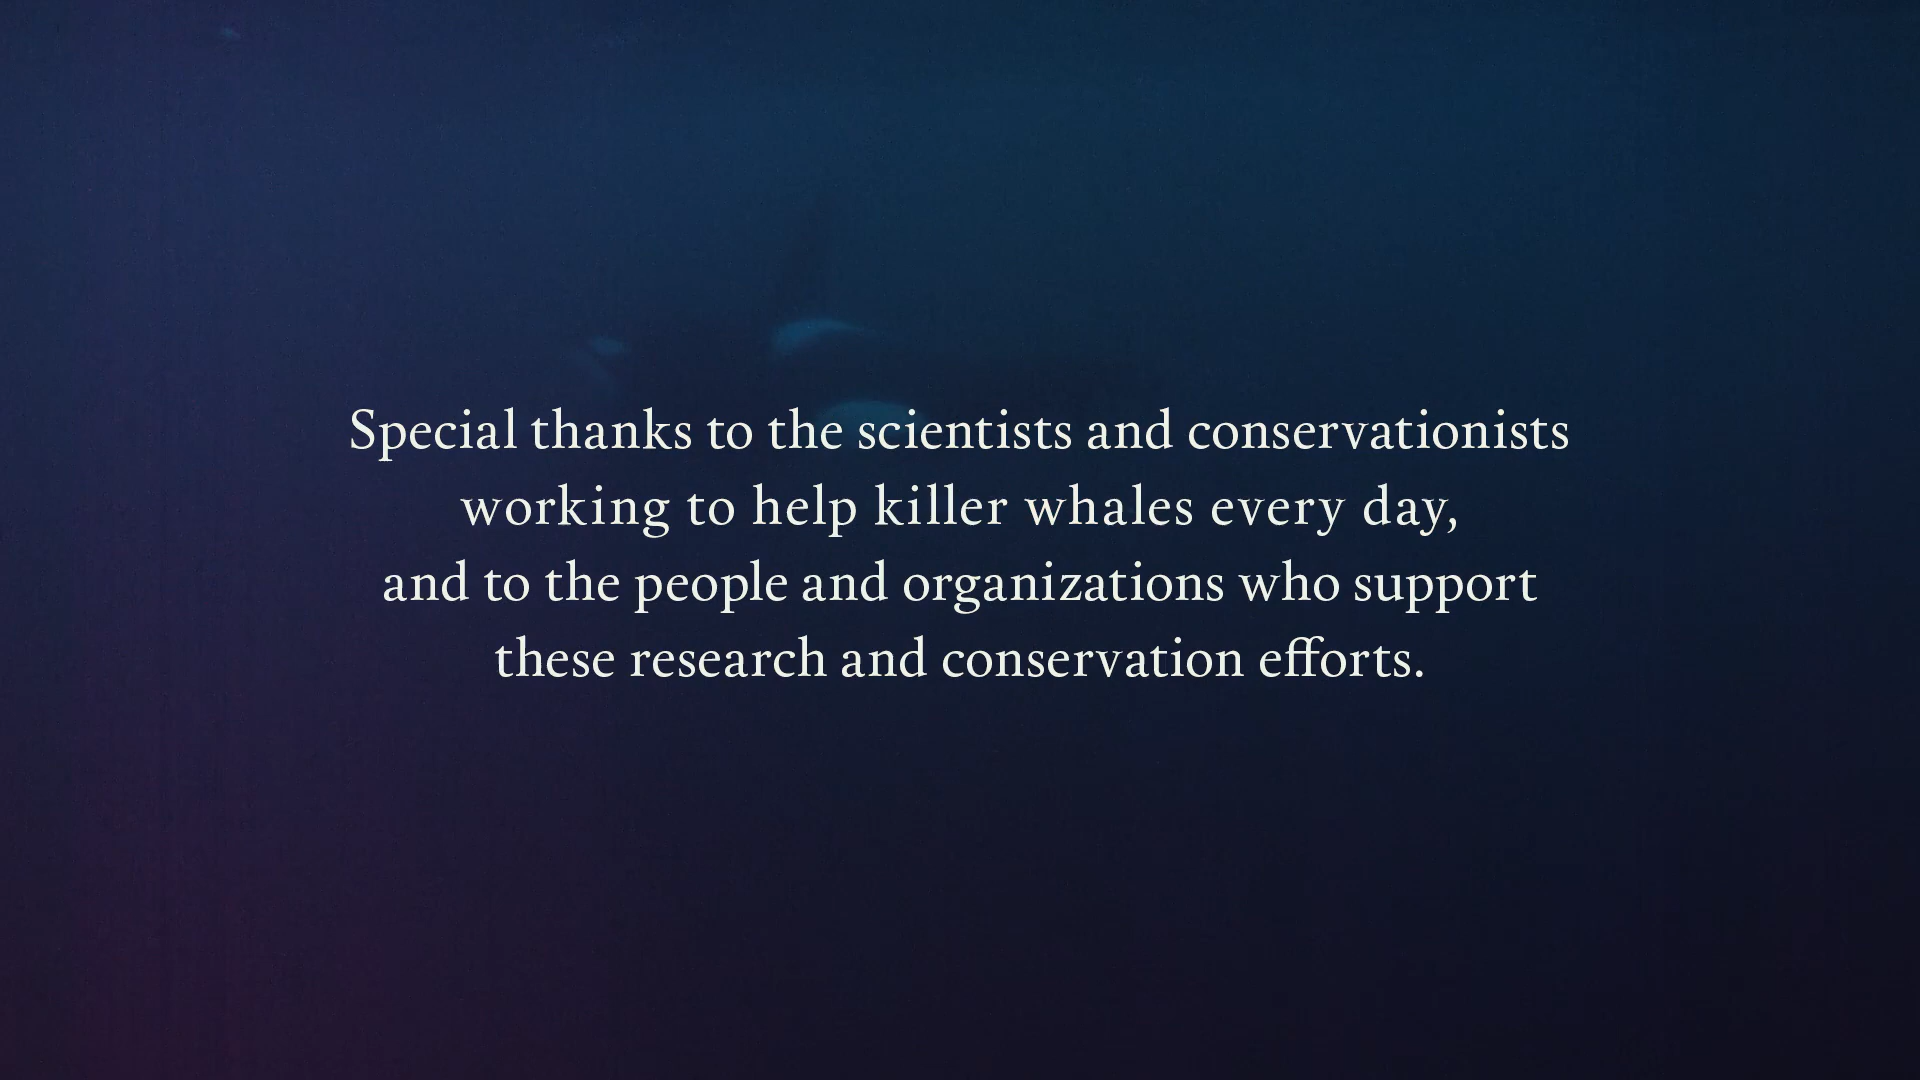 Special thanks to the scientists and conservationists
working to help killer whales every day,
and to the people and organizations who support
these research and conservation efforts.